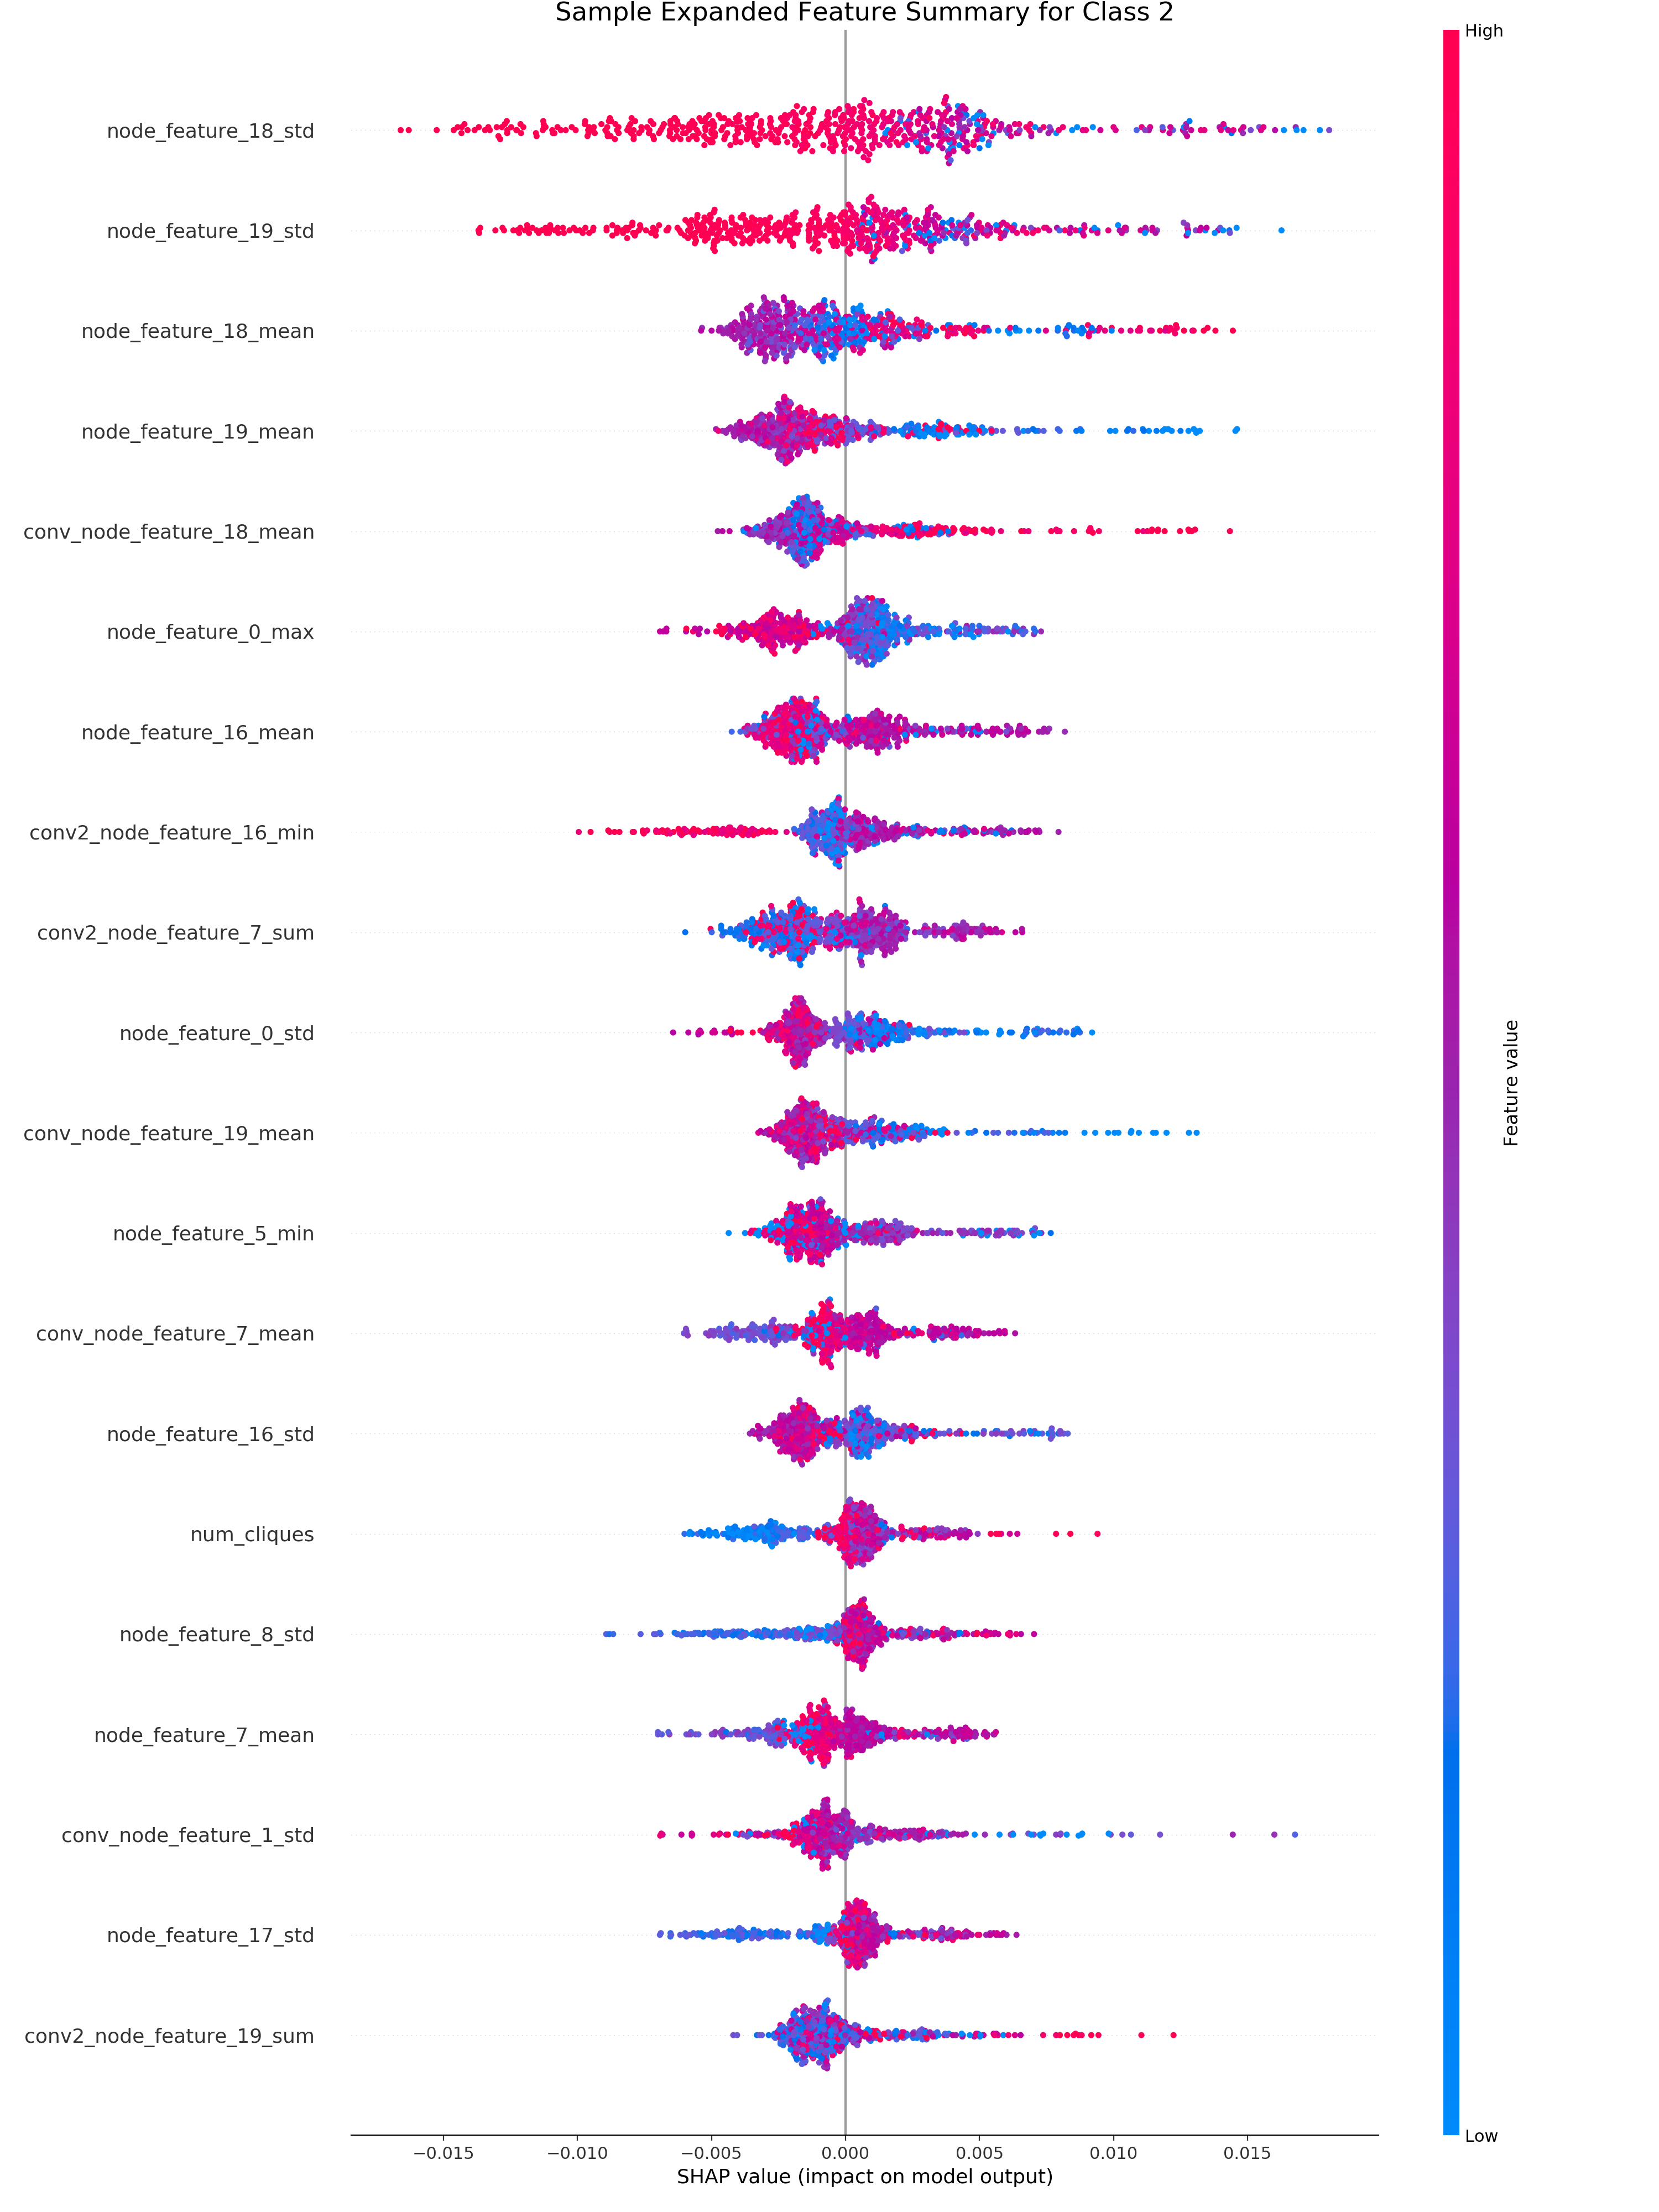 Sample Expanded Feature Summary for Class 2
High
node_feature_18_std
node_feature_19_std
node_feature_18_mean
node_feature_19_mean
conv_node_feature_18_mean
node_feature_0_max
node_feature_16_mean
conv2_node_feature_16_min
conv2_node_feature_7_sum
node_feature_0_std
conv_node_feature_19_mean
node_feature_5_min
conv_node_feature_7_mean
node_feature_16_std
num_cliques
node_feature_8_std
node_feature_7_mean
conv_node_feature_1_std
node_feature_17_std
conv2_node_feature_19_sum
Feature value
Low
−0.015 −0.010 −0.005 0.000 0.005 0.010 0.015
SHAP value (impact on model output)